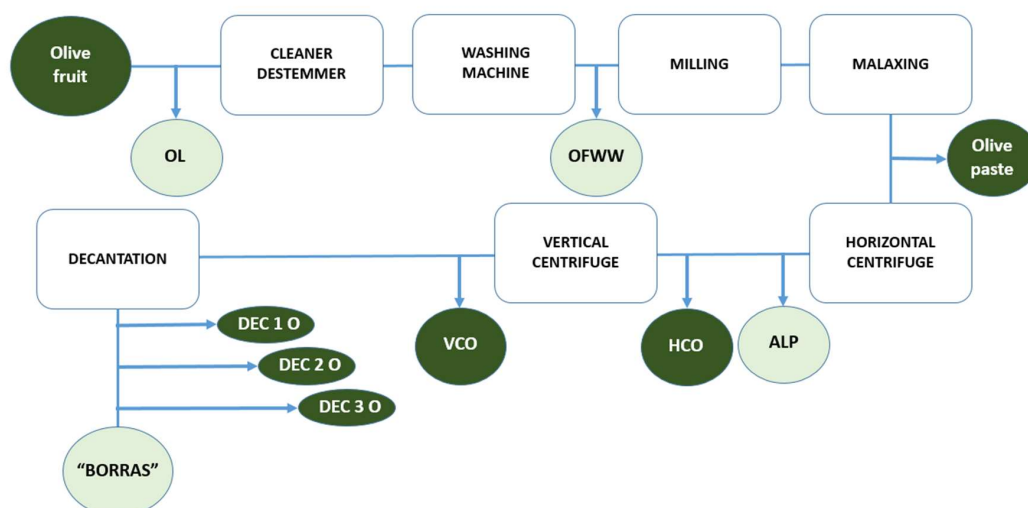 Olive
fruit
CLEANER
DESTEMMER
WASHING
MACHINE
MILLING
MALAXING
OL
OFWW
Olive
paste
DECANTATION
VERTICAL
CENTRIFUGE
HORIZONTAL
CENTRIFUGE
DEC 1 O
DEC 2 O
DEC 3 O
VCO
HCO
ALP
“BORRAS”